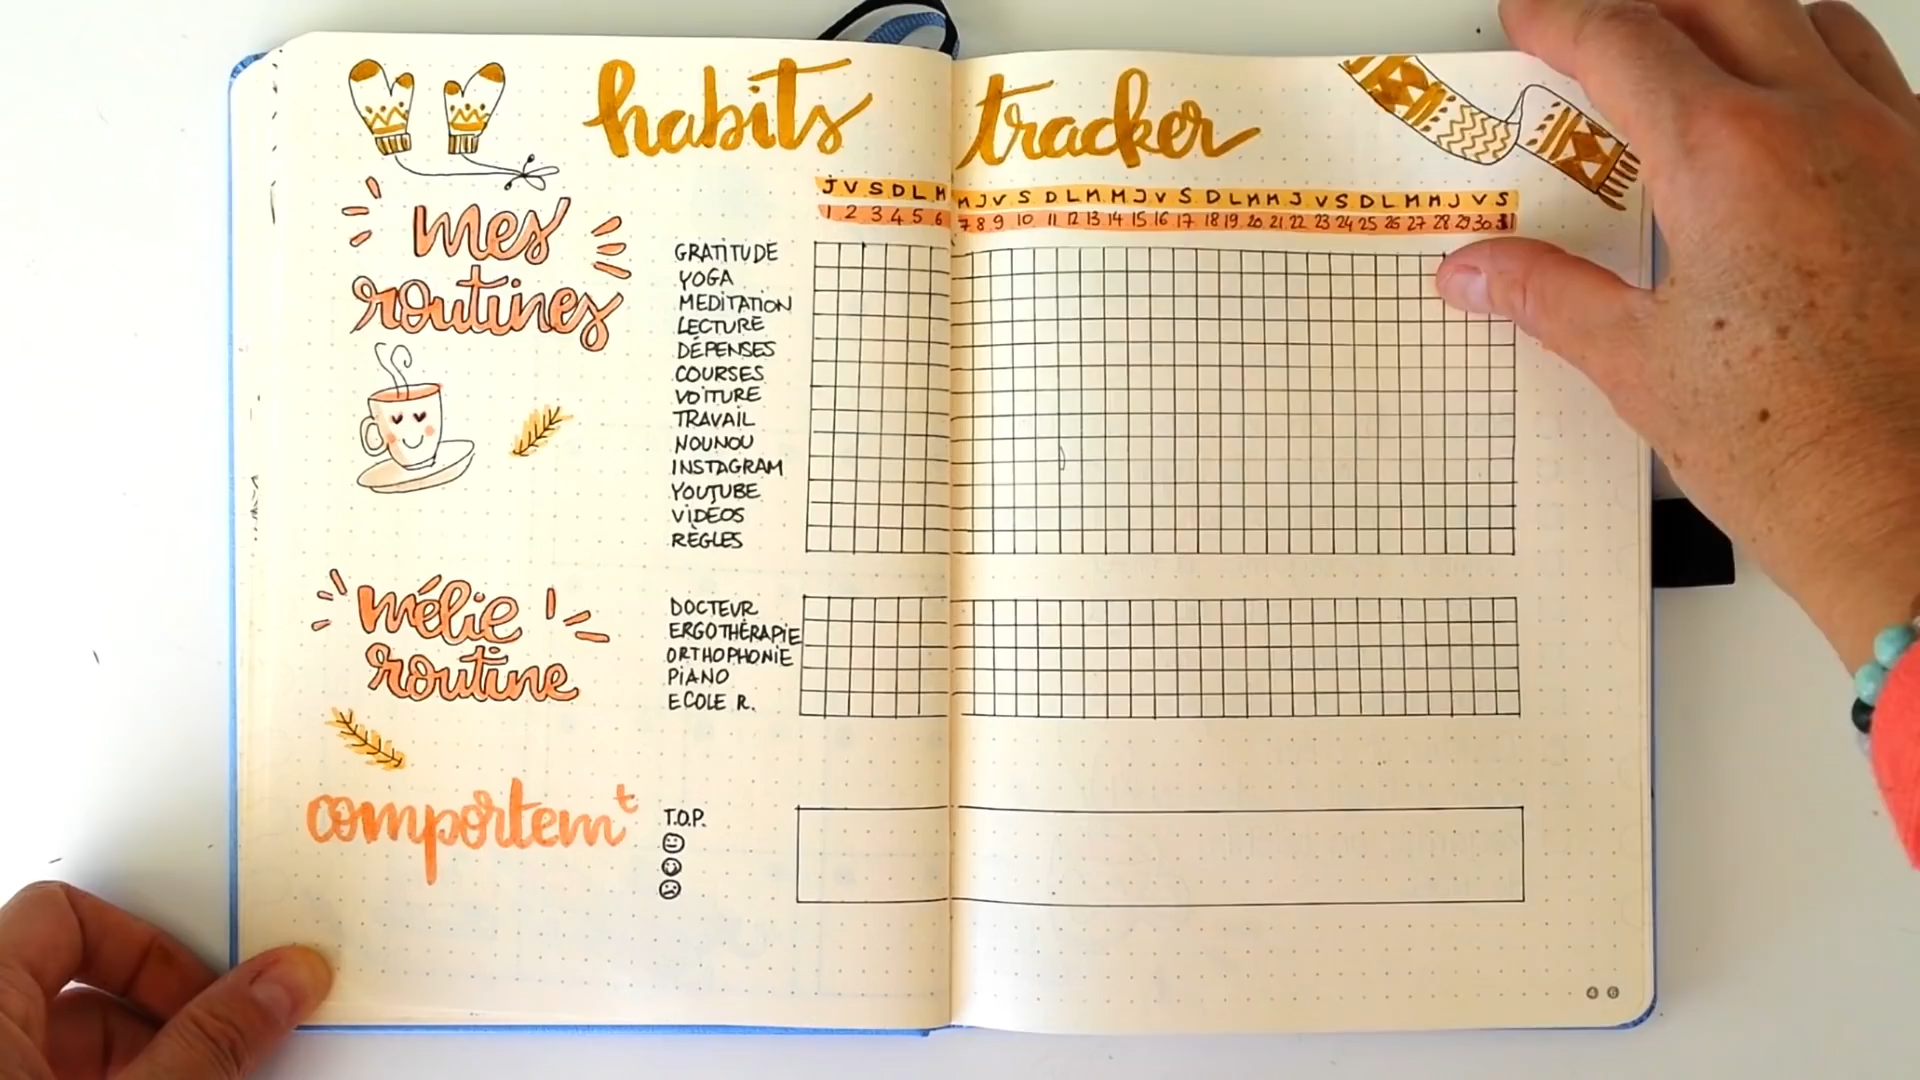 habits tracker
J V S D L M M J V S D L M M J V S D L M M J V S D L M M J V S
1 2 3 4 5 6 7 8 9 10 11 12 13 14 15 16 17 18 19 20 21 22 23 24 25 26 27 28 29 30 31
mes
routines
GRATITUDE
YOGA
MEDITATION
LECTURE
DÉPENSES
COURSES
VOITURE
TRAVAIL
NOUNOU
INSTAGRAM
YOUTUBE
VIDÉOS
RÈGLES
mélie
routine
DOCTEUR
ERGOTHÉRAPIE
ORTHOPHONIE
PIANO
ECOLE R.
comportemt
T.O.P.
46